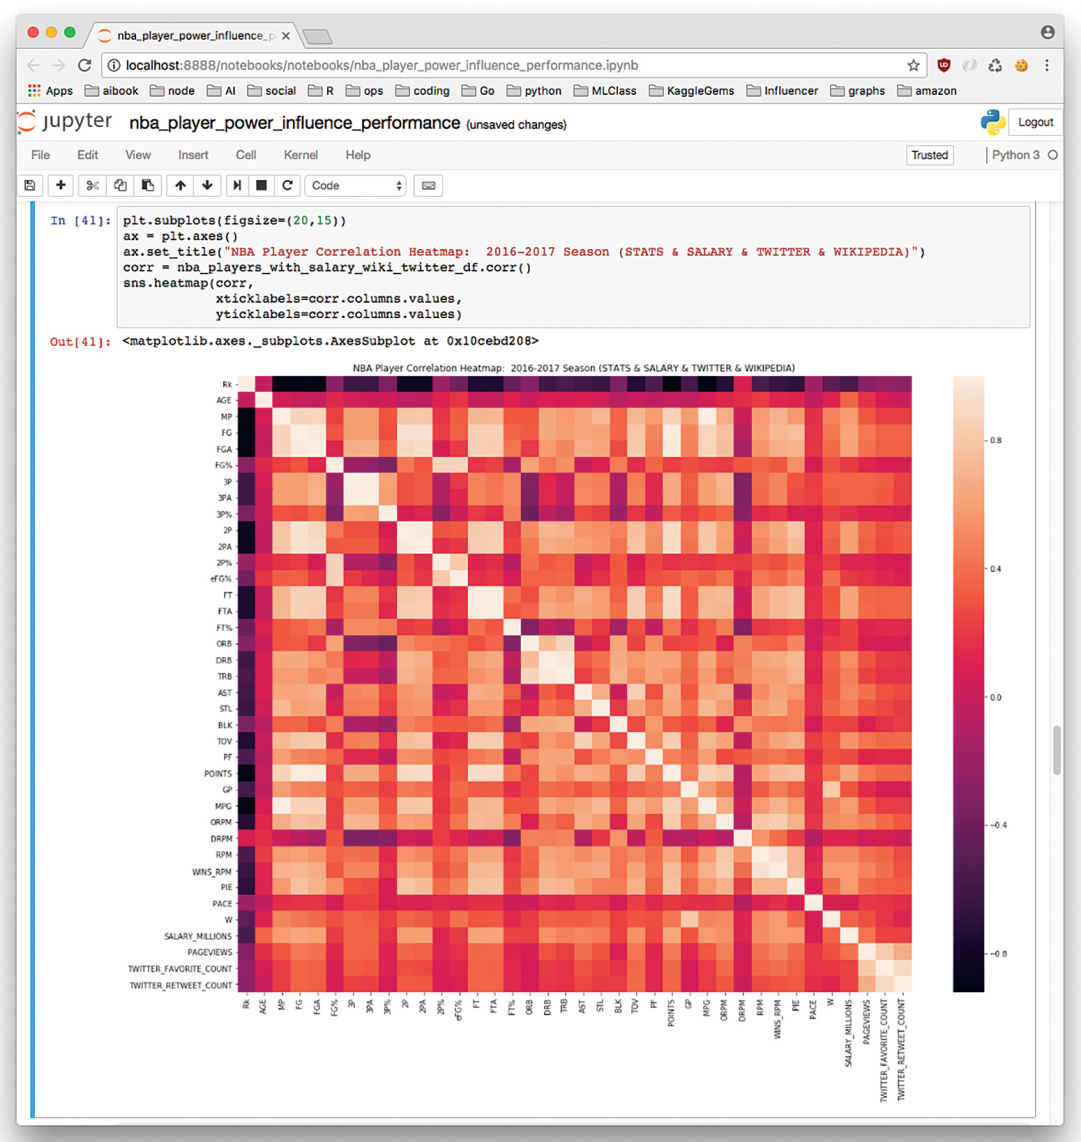 nba_player_power_influence_p
localhost:8888/notebooks/notebooks/nba_player_power_influence_performance.ipynb
Apps aibook node AI social R ops coding Go python MLClass KaggleGems Influencer graphs amazon
jupyter nba_player_power_influence_performance (unsaved changes) Logout
File Edit View Insert Cell Kernel Help Trusted Python 3
Code
In [41]: plt.subplots(figsize=(20,15))
ax = plt.axes()
ax.set_title("NBA Player Correlation Heatmap:  2016-2017 Season (STATS & SALARY & TWITTER & WIKIPEDIA)")
corr = nba_players_with_salary_wiki_twitter_df.corr()
sns.heatmap(corr,
xticklabels=corr.columns.values,
yticklabels=corr.columns.values)
Out[41]: <matplotlib.axes._subplots.AxesSubplot at 0x10cebd208>
NBA Player Correlation Heatmap:  2016-2017 Season (STATS & SALARY & TWITTER & WIKIPEDIA)
Rk
AGE
MP
FG
FGA
FG%
3P
3PA
3P%
2P
2PA
2P%
eFG%
FT
FTA
FT%
ORB
DRB
TRB
AST
STL
BLK
TOV
PF
POINTS
GP
MPG
ORPM
DRPM
RPM
WINS_RPM
PIE
PACE
W
SALARY_MILLIONS
PAGEVIEWS
TWITTER_FAVORITE_COUNT
TWITTER_RETWEET_COUNT
Rk AGE MP FG FGA FG% 3P 3PA 3P% 2P 2PA 2P% eFG% FT FTA FT% ORB DRB TRB AST STL BLK TOV PF POINTS GP MPG ORPM DRPM RPM WINS_RPM PIE PACE W SALARY_MILLIONS PAGEVIEWS TWITTER_FAVORITE_COUNT TWITTER_RETWEET_COUNT
0.8
0.4
0.0
−0.4
−0.8